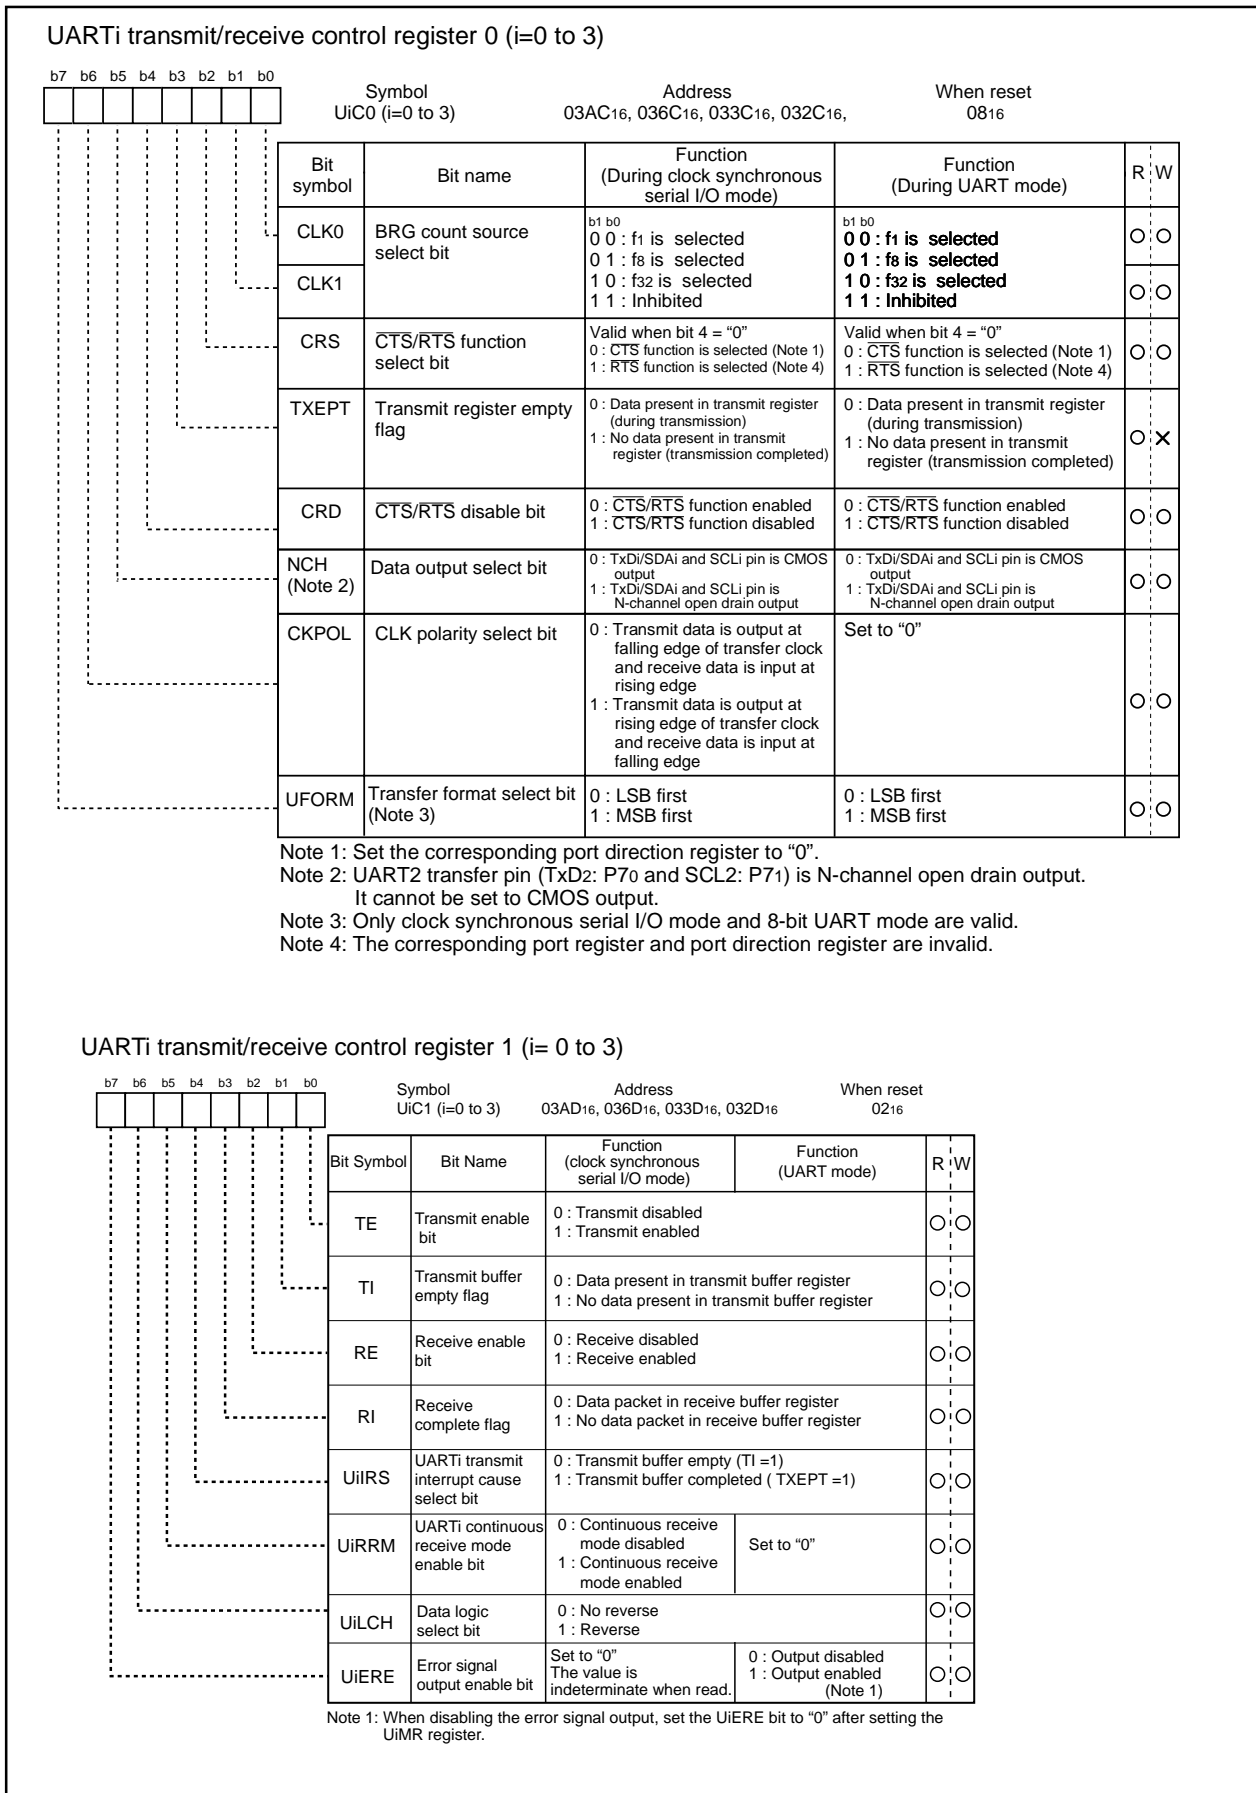 UARTi transmit/receive control register 0 (i=0 to 3)
b7 b6 b5 b4 b3 b2 b1 b0
Symbol Address When reset
UiC0 (i=0 to 3) 03AC16, 036C16, 033C16, 032C16, 0816
Bit symbol
Bit name
Function
(During clock synchronous
serial I/O mode)
Function
(During UART mode)
R W
CLK0
CLK1
BRG count source
select bit
b1 b0
0 0 : f1 is selected
0 1 : f8 is selected
1 0 : f32 is selected
1 1 : Inhibited
b1 b0
0 0 : f1 is selected
0 1 : f8 is selected
1 0 : f32 is selected
1 1 : Inhibited
CRS
CTS/RTS function
select bit
Valid when bit 4 = “0”
0 : CTS function is selected (Note 1)
1 : RTS function is selected (Note 4)
Valid when bit 4 = “0”
0 : CTS function is selected (Note 1)
1 : RTS function is selected (Note 4)
TXEPT
Transmit register empty
flag
0 : Data present in transmit register
(during transmission)
1 : No data present in transmit
register (transmission completed)
0 : Data present in transmit register
(during transmission)
1 : No data present in transmit
register (transmission completed)
CRD
CTS/RTS disable bit
0 : CTS/RTS function enabled
1 : CTS/RTS function disabled
0 : CTS/RTS function enabled
1 : CTS/RTS function disabled
NCH
(Note 2)
Data output select bit
0 : TxDi/SDAi and SCLi pin is CMOS
output
1 : TxDi/SDAi and SCLi pin is
N-channel open drain output
0 : TxDi/SDAi and SCLi pin is CMOS
output
1 : TxDi/SDAi and SCLi pin is
N-channel open drain output
CKPOL
CLK polarity select bit
0 : Transmit data is output at
falling edge of transfer clock
and receive data is input at
rising edge
1 : Transmit data is output at
rising edge of transfer clock
and receive data is input at
falling edge
Set to “0”
UFORM
Transfer format select bit
(Note 3)
0 : LSB first
1 : MSB first
0 : LSB first
1 : MSB first
Note 1: Set the corresponding port direction register to “0”.
Note 2: UART2 transfer pin (TxD2: P70 and SCL2: P71) is N-channel open drain output.
It cannot be set to CMOS output.
Note 3: Only clock synchronous serial I/O mode and 8-bit UART mode are valid.
Note 4: The corresponding port register and port direction register are invalid.
UARTi transmit/receive control register 1 (i= 0 to 3)
b7 b6 b5 b4 b3 b2 b1 b0
Symbol Address When reset
UiC1 (i=0 to 3) 03AD16, 036D16, 033D16, 032D16 0216
Bit Symbol
Bit Name
Function
(clock synchronous
serial I/O mode)
Function
(UART mode)
R W
TE
Transmit enable
bit
0 : Transmit disabled
1 : Transmit enabled
TI
Transmit buffer
empty flag
0 : Data present in transmit buffer register
1 : No data present in transmit buffer register
RE
Receive enable
bit
0 : Receive disabled
1 : Receive enabled
RI
Receive
complete flag
0 : Data packet in receive buffer register
1 : No data packet in receive buffer register
UiIRS
UARTi transmit
interrupt cause
select bit
0 : Transmit buffer empty (TI =1)
1 : Transmit buffer completed ( TXEPT =1)
UiRRM
UARTi continuous
receive mode
enable bit
0 : Continuous receive
mode disabled
1 : Continuous receive
mode enabled
Set to “0”
UiLCH
Data logic
select bit
0 : No reverse
1 : Reverse
UiERE
Error signal
output enable bit
Set to “0”
The value is
indeterminate when read.
0 : Output disabled
1 : Output enabled
(Note 1)
Note 1: When disabling the error signal output, set the UiERE bit to “0” after setting the
UiMR register.